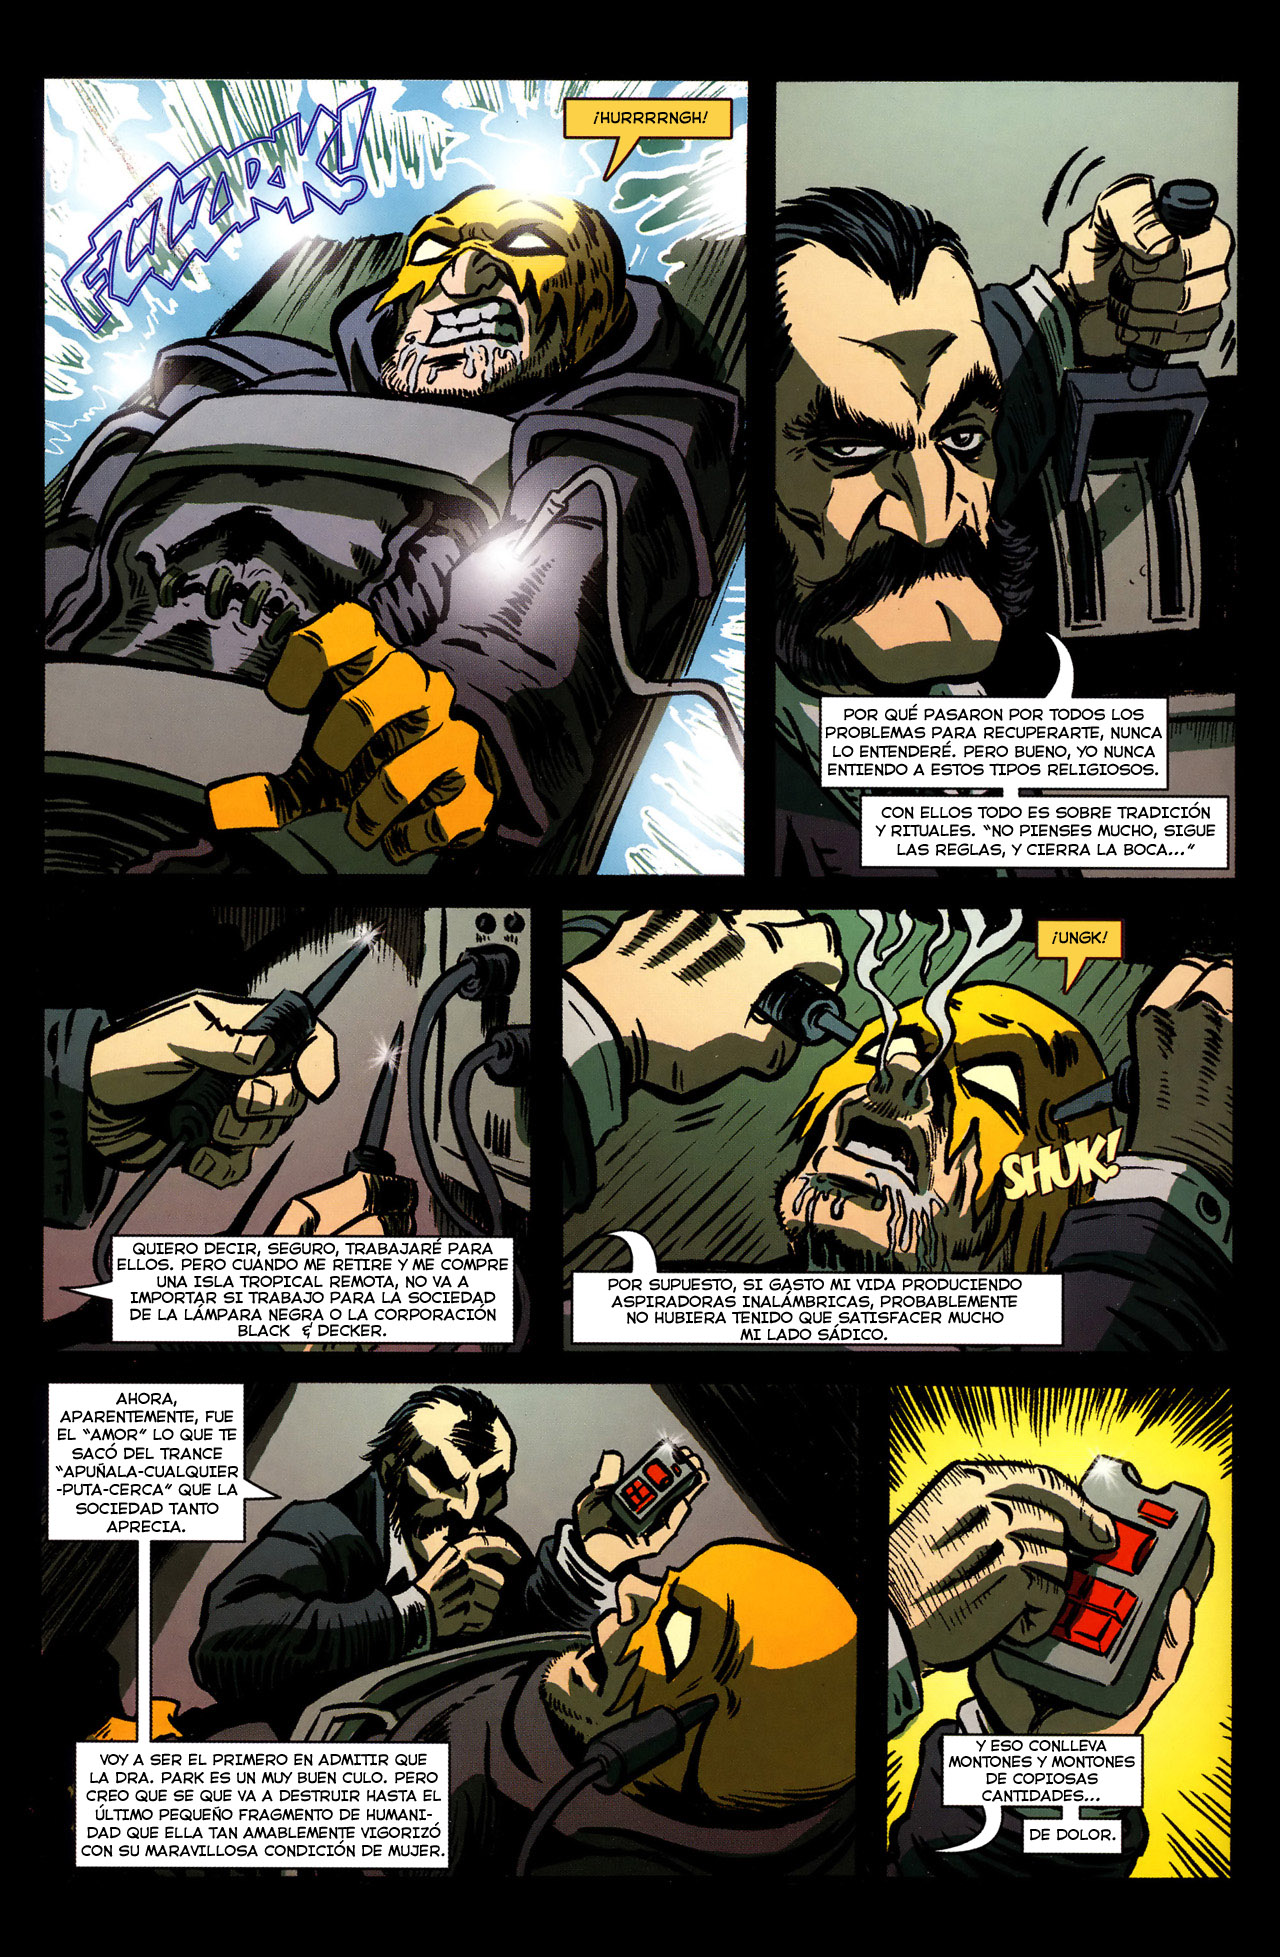 FZZZRK!
¡HURRRRNGH!
POR QUÉ PASARON POR TODOS LOS
PROBLEMAS PARA RECUPERARTE, NUNCA
LO ENTENDERÉ. PERO BUENO, YO NUNCA
ENTIENDO A ESTOS TIPOS RELIGIOSOS.
CON ELLOS TODO ES SOBRE TRADICIÓN
Y RITUALES. "NO PIENSES MUCHO, SIGUE
LAS REGLAS, Y CIERRA LA BOCA..."
QUIERO DECIR, SEGURO, TRABAJARÉ PARA
ELLOS. PERO CUANDO ME RETIRE Y ME COMPRE
UNA ISLA TROPICAL REMOTA, NO VA A
IMPORTAR SI TRABAJO PARA LA SOCIEDAD
DE LA LÁMPARA NEGRA O LA CORPORACIÓN
BLACK & DECKER.
¡UNGK!
SHUK!
POR SUPUESTO, SI GASTO MI VIDA PRODUCIENDO
ASPIRADORAS INALÁMBRICAS, PROBABLEMENTE
NO HUBIERA TENIDO QUE SATISFACER MUCHO
MI LADO SÁDICO.
AHORA,
APARENTEMENTE, FUE
EL "AMOR" LO QUE TE
SACÓ DEL TRANCE
"APUÑALA-CUALQUIER
-PUTA-CERCA" QUE LA
SOCIEDAD TANTO
APRECIA.
VOY A SER EL PRIMERO EN ADMITIR QUE
LA DRA. PARK ES UN MUY BUEN CULO. PERO
CREO QUE SE QUE VA A DESTRUIR HASTA EL
ÚLTIMO PEQUEÑO FRAGMENTO DE HUMANI-
DAD QUE ELLA TAN AMABLEMENTE VIGORIZÓ
CON SU MARAVILLOSA CONDICIÓN DE MUJER.
Y ESO CONLLEVA
MONTONES Y MONTONES
DE COPIOSAS
CANTIDADES...
DE DOLOR.